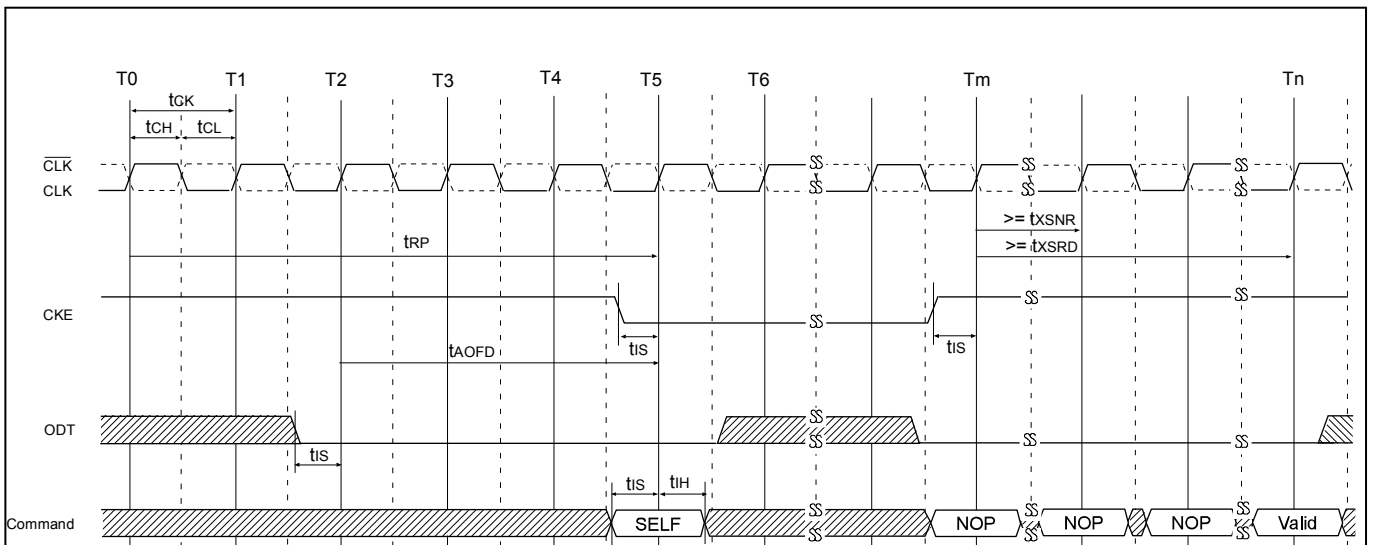 T0 T1 T2 T3 T4 T5 T6 Tm Tn
tCK
tCH tCL
CLK
CLK
>= tXSNR
tRP >= tXSRD
CKE
tIS tIS
tAOFD
ODT
tIS
tIS tIH
Command SELF NOP NOP NOP Valid